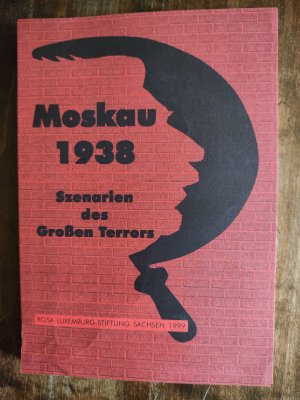 Moskau
1938
Szenarien
des
Großen Terrors
ROSA LUXEMBURG-STIFTUNG SACHSEN 1999